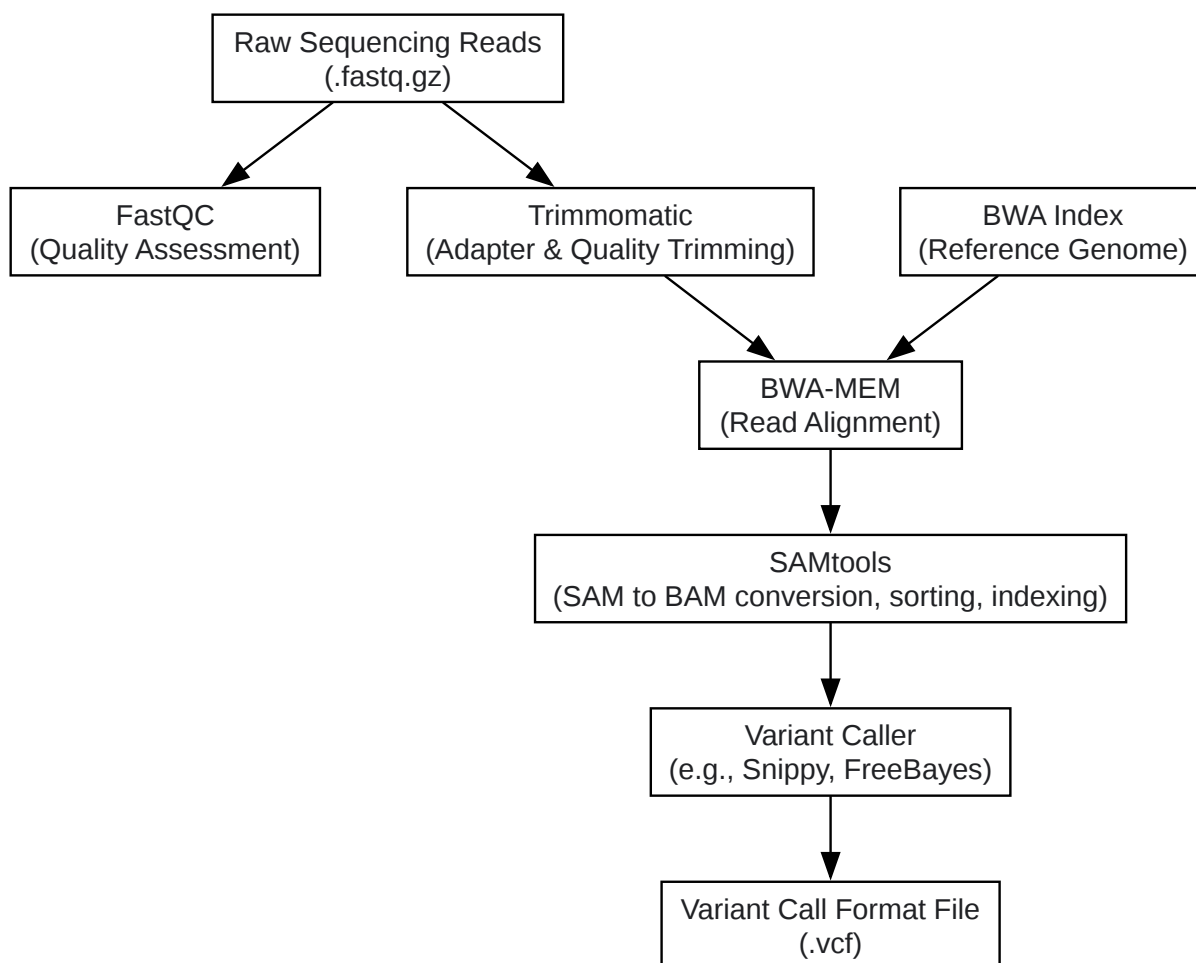 Raw Sequencing Reads
(.fastq.gz)
FastQC
(Quality Assessment)
Trimmomatic
(Adapter & Quality Trimming)
BWA Index
(Reference Genome)
BWA-MEM
(Read Alignment)
SAMtools
(SAM to BAM conversion, sorting, indexing)
Variant Caller
(e.g., Snippy, FreeBayes)
Variant Call Format File
(.vcf)